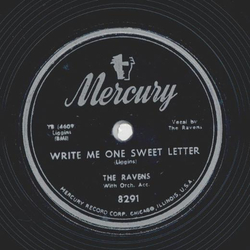 Mercury
YB 14609
Liggins
(BMI)
Vocal by
The Ravens
WRITE ME ONE SWEET LETTER
(Liggins)
THE RAVENS
With Orch. Acc.
8291
MERCURY RECORD CORP. CHICAGO, ILLINOIS, U.S.A.